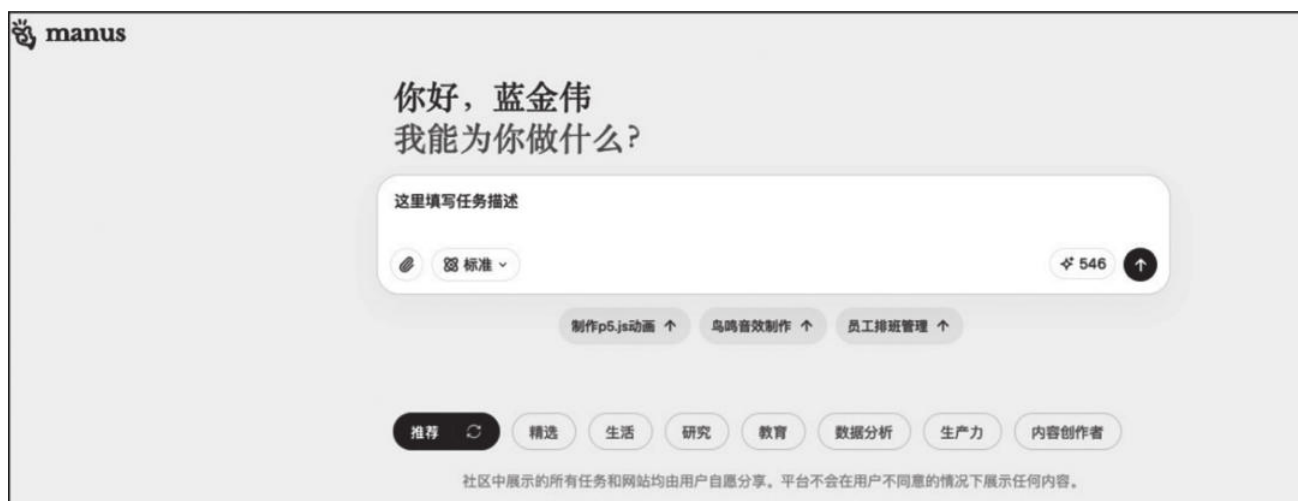 manus
你好，蓝金伟
我能为你做什么？
这里填写任务描述
标准 546
制作p5.js动画 鸟鸣音效制作 员工排班管理
推荐 精选 生活 研究 教育 数据分析 生产力 内容创作者
社区中展示的所有任务和网站均由用户自愿分享。平台不会在用户不同意的情况下展示任何内容。